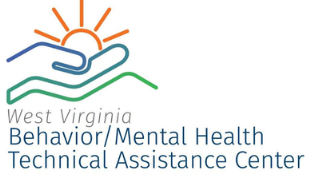 West Virginia
Behavior/Mental Health
Technical Assistance Center